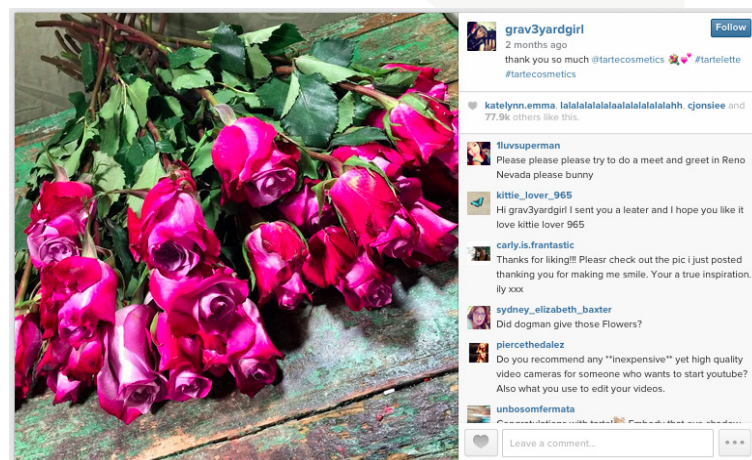 grav3yardgirl
Follow
2 months ago
thank you so much @tartecosmetics 💐💕 #tartelette
#tartecosmetics
katelynn.emma, lalalalalalalaalalalalalalahh, cjonsiee and
77.9k others like this.
1luvsuperman
Please please please try to do a meet and greet in Reno
Nevada please bunny
kittie_lover_965
Hi grav3yardgirl I sent you a leater and I hope you like it
love kittie lover 965
carly.is.frantastic
Thanks for liking!!! Pleasr check out the pic i just posted
thanking you for making me smile. Your a true inspiration.
ily xxx
sydney_elizabeth_baxter
Did dogman give those Flowers?
piercethedalez
Do you recommend any **inexpensive** yet high quality
video cameras for someone who wants to start youtube?
Also what you use to edit your videos.
unbosomfermata
Leave a comment...